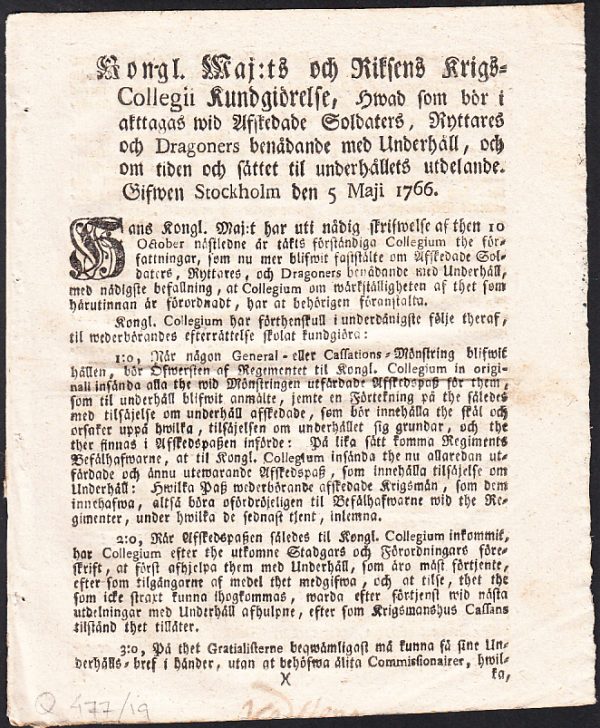 Kongl. Maj:ts och Riksens Krigs-
Collegii Kundgiörelse, Hwad som bör i
akttagas wid Afskedade Soldaters, Ryttares
och Dragoners benådande med Underhåll, och
om tiden och sättet til underhållets utdelande.
Gifwen Stockholm den 5 Maji 1766.
Hans Kongl. Maj:t har uti nådig skrifwelse af then 10
October nästledne år täkts förständiga Collegium the för-
fattningar, som nu mer blifwit faststälte om Afskedade Sol-
daters, Ryttares, och Dragoners benådande med Underhåll,
med nådigste befallning, at Collegium om wärkställigheten af thet som
härutinnan är förordnadt, har at behörigen föranstalta.
Kongl. Collegium har förthenskull i underdånigste följe theraf,
til wederbörandes efterrättelse skolat kundgiöra:
1:o, När någon General- eller Cassations-Mönstring blifwit
hållen, bör Öfwersten af Regementet til Kongl. Collegium in origi-
nali insända alla the wid Mönstringen utfärdade Afskedspaß för them,
som til underhåll blifwit anmälte, jemte en Förtekning på the således
med tilsäjelse om underhåll afskedade, som bör innehålla the skäl och
orsaker uppå hwilka, tilsäjelsen om underhållet sig grundar, och the
ther finnas i Afskedspaßen införde: På lika sätt komma Regiments
Befälhafwarne, at til Kongl. Collegium insända the nu allaredan ut-
färdade och ännu utewarande Afskedspaß, som innehålla tilsäjelse om
Underhåll: Hwilka Paß wederbörande afskedade Krigsmän, som dem
innehafwa, altså böra ofördröjeligen til Befälhafwarne wid the Re-
gimenter, under hwilka de sednast tjent, inlemna.
2:o, När Afskedspaßen således til Kongl. Collegium inkommit,
har Collegium efter the utkomne Stadgars och Förordningars före-
skrift, at först afhjelpa them med Underhåll, som äro mäst förtjente,
efter som tilgångarne af medel thet medgifwa, och at tilse, thet the
som icke straxt kunna ihogkommas, warda efter förtjenst wid nästa
utdelningar med Underhåll afhulpne, efter som Krigsmanshus Cassans
tilstånd thet tillåter.
3:o, På thet Gratialisterne beqwämligast må kunna få sine Un-
derhålls-bref i händer, utan at behöfwa älita Commissionairer, hwil-
ka,
X
Q 477/19